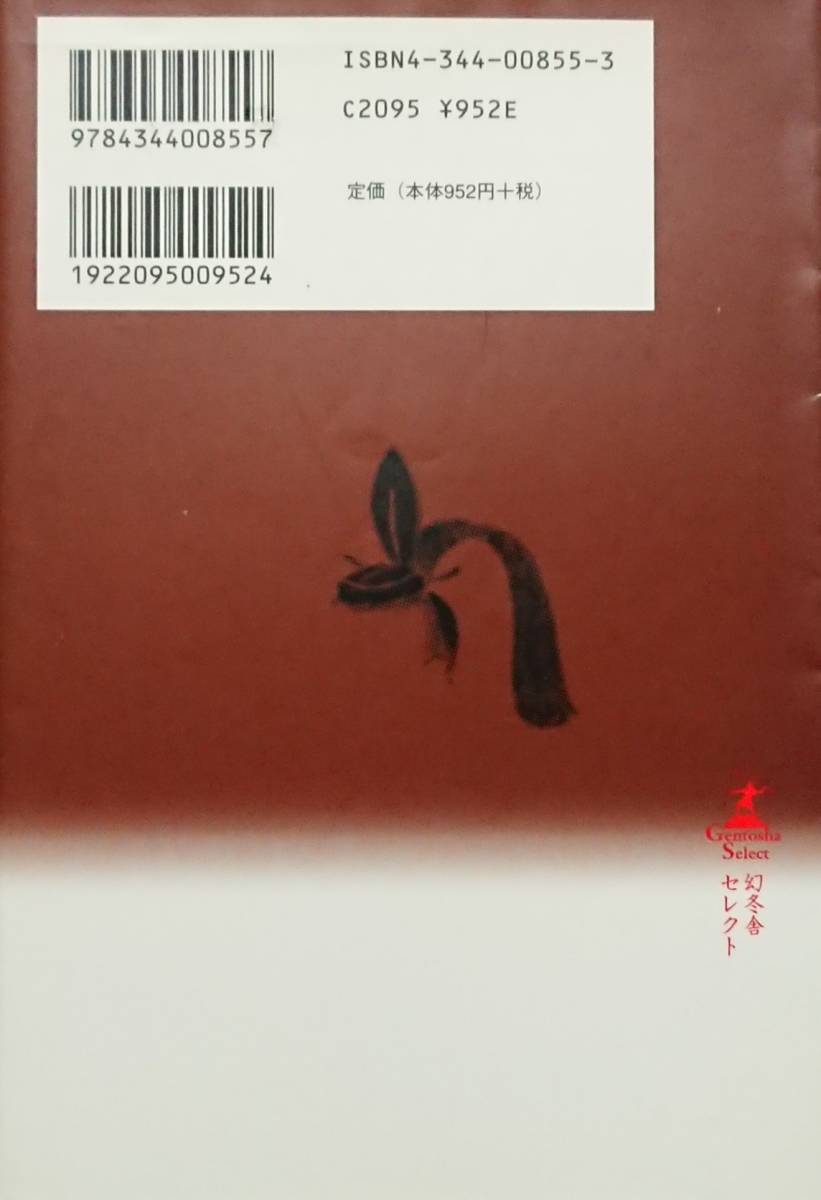 ISBN4-344-00855-3
9784344008557
C2095 ¥952E
定価（本体952円＋税）
1922095009524
Gentosha
Select
幻冬舎
セレクト